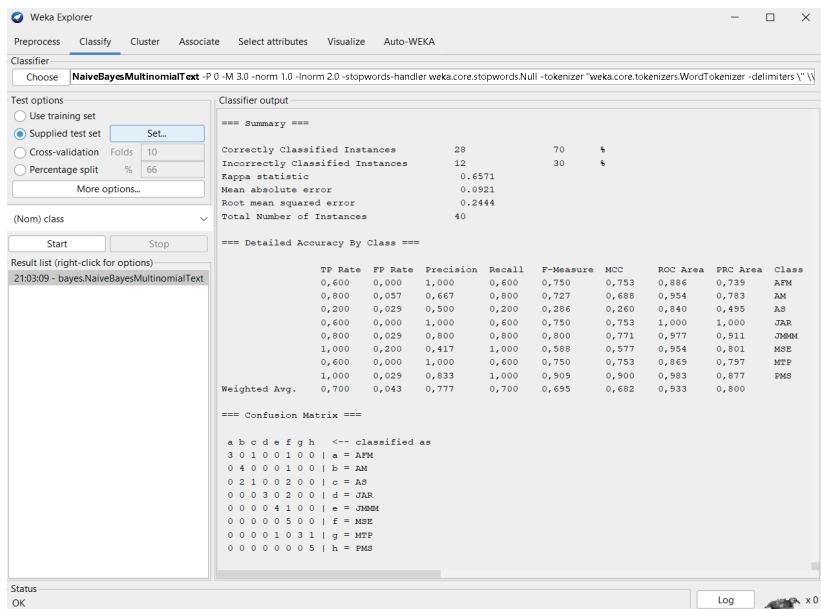 Weka Explorer
Preprocess Classify Cluster Associate Select attributes Visualize Auto-WEKA
Classifier
Choose NaiveBayesMultinomialText -P 0 -M 3.0 -norm 1.0 -lnorm 2.0 -stopwords-handler weka.core.stopwords.Null -tokenizer "weka.core.tokenizers.WordTokenizer -delimiters \" \\
Test options
Use training set
Supplied test set Set...
Cross-validation Folds 10
Percentage split % 66
More options...
(Nom) class
Start Stop
Result list (right-click for options)
21:03:09 - bayes.NaiveBayesMultinomialText
Classifier output
=== Summary ===
Correctly Classified Instances 28 70 %
Incorrectly Classified Instances 12 30 %
Kappa statistic 0.6571
Mean absolute error 0.0921
Root mean squared error 0.2444
Total Number of Instances 40
=== Detailed Accuracy By Class ===
TP Rate FP Rate Precision Recall F-Measure MCC ROC Area PRC Area Class
0,600 0,000 1,000 0,600 0,750 0,753 0,886 0,739 AFM
0,800 0,057 0,667 0,800 0,727 0,688 0,954 0,783 AM
0,200 0,029 0,500 0,200 0,286 0,260 0,840 0,495 AS
0,600 0,000 1,000 0,600 0,750 0,753 1,000 1,000 JAR
0,800 0,029 0,800 0,800 0,800 0,771 0,977 0,911 JMMM
1,000 0,200 0,417 1,000 0,588 0,577 0,954 0,801 MSE
0,600 0,000 1,000 0,600 0,750 0,753 0,869 0,797 MTP
1,000 0,029 0,833 1,000 0,909 0,900 0,983 0,877 PMS
Weighted Avg. 0,700 0,043 0,777 0,700 0,695 0,682 0,933 0,800
=== Confusion Matrix ===
a b c d e f g h <-- classified as
3 0 1 0 0 1 0 0 | a = AFM
0 4 0 0 0 1 0 0 | b = AM
0 2 1 0 0 2 0 0 | c = AS
0 0 0 3 0 2 0 0 | d = JAR
0 0 0 0 4 1 0 0 | e = JMMM
0 0 0 0 0 5 0 0 | f = MSE
0 0 0 0 1 0 3 1 | g = MTP
0 0 0 0 0 0 0 5 | h = PMS
Status
OK
Log x 0